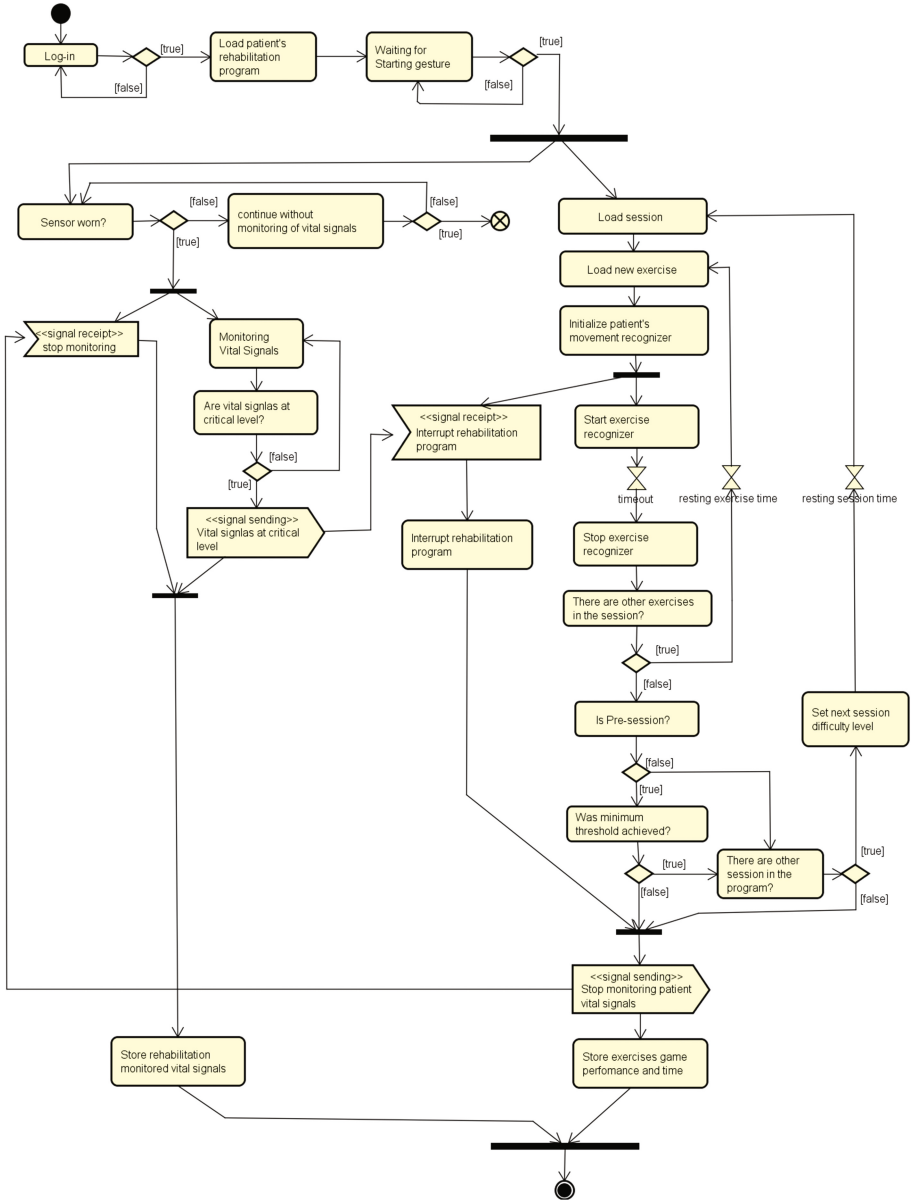 Log-in
[true]
[false]
Load patient's
rehabilitation
program
Waiting for
Starting gesture
[true]
[false]
Sensor worn?
[false]
[true]
continue without
monitoring of vital signals
[false]
[true]
Load session
Load new exercise
Initialize patient's
movement recognizer
<<signal receipt>>
stop monitoring
Monitoring
Vital Signals
Are vital signlas at
critical level?
[false]
[true]
<<signal sending>>
Vital signlas at critical
level
<<signal receipt>>
Interrupt rehabilitation
program
Interrupt rehabilitation
program
Start exercise
recognizer
timeout
resting exercise time
resting session time
Stop exercise
recognizer
There are other exercises
in the session?
[true]
[false]
Is Pre-session?
[false]
[true]
Set next session
difficulty level
Was minimum
threshold achieved?
[true]
[false]
There are other
session in the
program?
[true]
[false]
<<signal sending>>
Stop monitoring patient
vital signals
Store rehabilitation
monitored vital signals
Store exercises game
perfomance and time